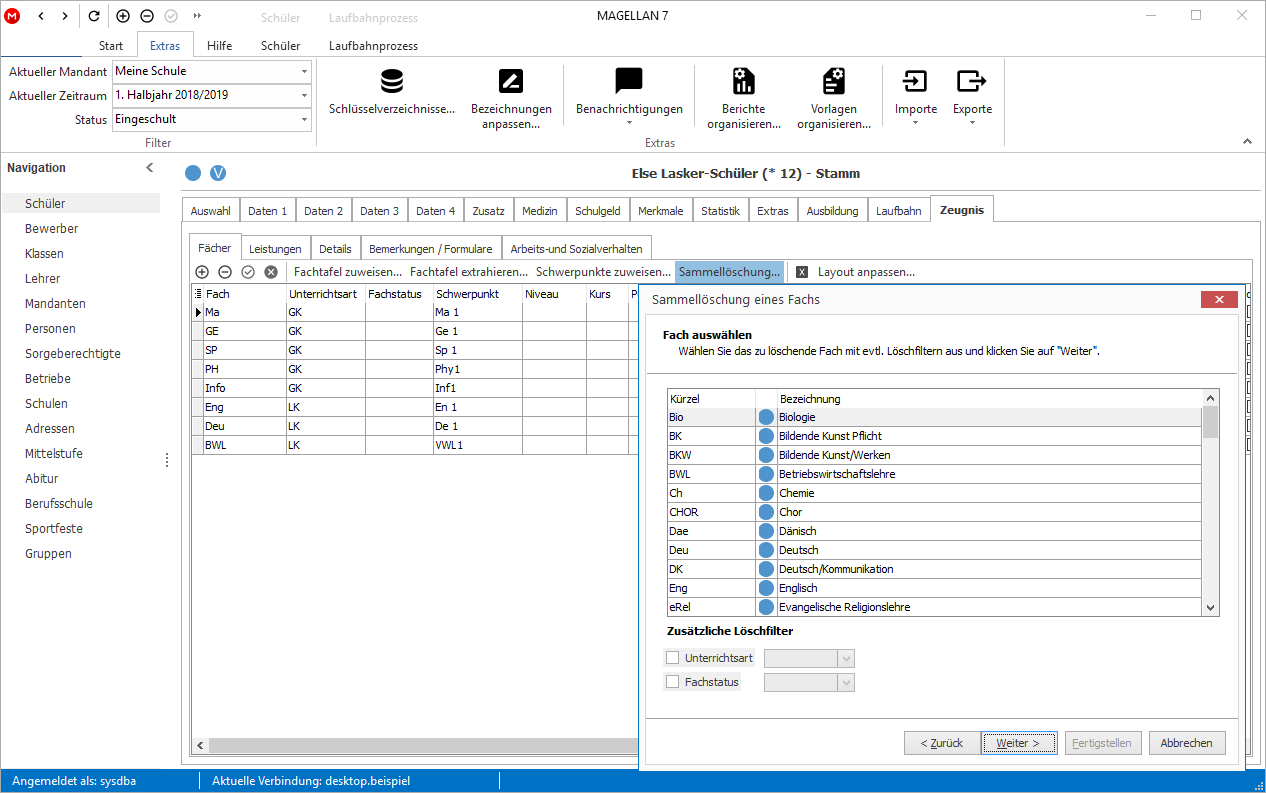 M Schüler Laufbahnprozess MAGELLAN 7
Start Extras Hilfe Schüler Laufbahnprozess
Aktueller Mandant Meine Schule
Aktueller Zeitraum 1. Halbjahr 2018/2019
Status Eingeschult
Filter
Schlüsselverzeichnisse...
Bezeichnungen
anpassen...
Benachrichtigungen
Berichte
organisieren...
Vorlagen
organisieren...
Importe
Exporte
Extras
Navigation
Schüler
Bewerber
Klassen
Lehrer
Mandanten
Personen
Sorgeberechtigte
Betriebe
Schulen
Adressen
Mittelstufe
Abitur
Berufsschule
Sportfeste
Gruppen
V Else Lasker-Schüler (* 12) - Stamm
Auswahl Daten 1 Daten 2 Daten 3 Daten 4 Zusatz Medizin Schulgeld Merkmale Statistik Extras Ausbildung Laufbahn Zeugnis
Fächer Leistungen Details Bemerkungen / Formulare Arbeits-und Sozialverhalten
Fachtafel zuweisen... Fachtafel extrahieren... Schwerpunkte zuweisen... Sammellöschung... X Layout anpassen...
Fach Unterrichtsart Fachstatus Schwerpunkt Niveau Kurs
Ma GK Ma 1
GE GK Ge 1
SP GK Sp 1
PH GK Phy1
Info GK Inf1
Eng LK En 1
Deu LK De 1
BWL LK VWL1
Sammellöschung eines Fachs
Fach auswählen
Wählen Sie das zu löschende Fach mit evtl. Löschfiltern aus und klicken Sie auf "Weiter".
Kürzel Bezeichnung
Bio Biologie
BK Bildende Kunst Pflicht
BKW Bildende Kunst/Werken
BWL Betriebswirtschaftslehre
Ch Chemie
CHOR Chor
Dae Dänisch
Deu Deutsch
DK Deutsch/Kommunikation
Eng Englisch
eRel Evangelische Religionslehre
Zusätzliche Löschfilter
Unterrichtsart
Fachstatus
< Zurück Weiter > Fertigstellen Abbrechen
Angemeldet als: sysdba Aktuelle Verbindung: desktop.beispiel